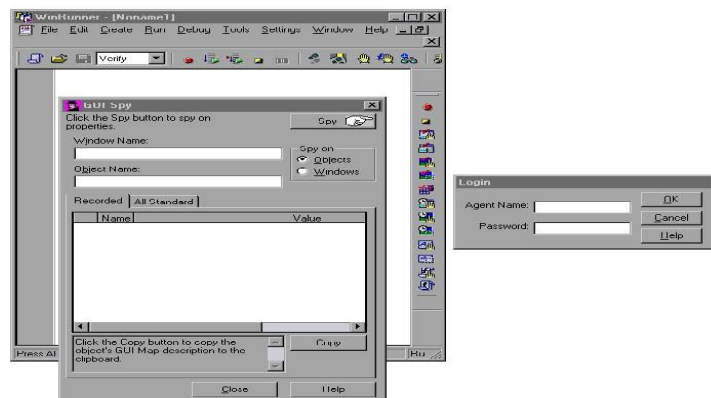 WinRunner - [Noname1]
File Edit Create Run Debug Tools Settings Window Help
Verify
GUI Spy
Click the Spy button to spy on
properties.
Spy
Window Name:
Spy on
Objects
Windows
Object Name:
Recorded All Standard
Name Value
Click the Copy button to copy the
object's GUI Map description to the
clipboard.
Copy
Close Help
Press Al
Ru
Login
Agent Name:
Password:
OK
Cancel
Help